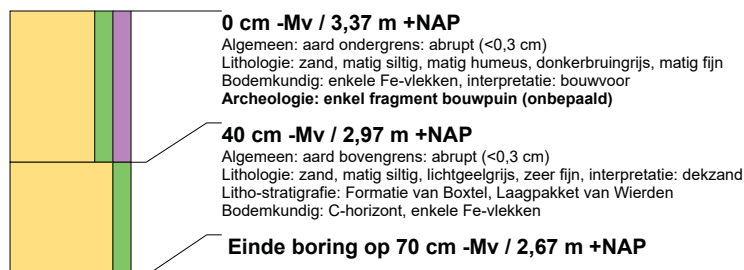 0 cm -Mv / 3,37 m +NAP
Algemeen: aard ondergrens: abrupt (<0,3 cm)
Lithologie: zand, matig siltig, matig humeus, donkerbruingrijs, matig fijn
Bodemkundig: enkele Fe-vlekken, interpretatie: bouwvoor
Archeologie: enkel fragment bouwpuin (onbepaald)
40 cm -Mv / 2,97 m +NAP
Algemeen: aard bovengrens: abrupt (<0,3 cm)
Lithologie: zand, matig siltig, lichtgeelgrijs, zeer fijn, interpretatie: dekzand
Litho-stratigrafie: Formatie van Boxtel, Laagpakket van Wierden
Bodemkundig: C-horizont, enkele Fe-vlekken
Einde boring op 70 cm -Mv / 2,67 m +NAP